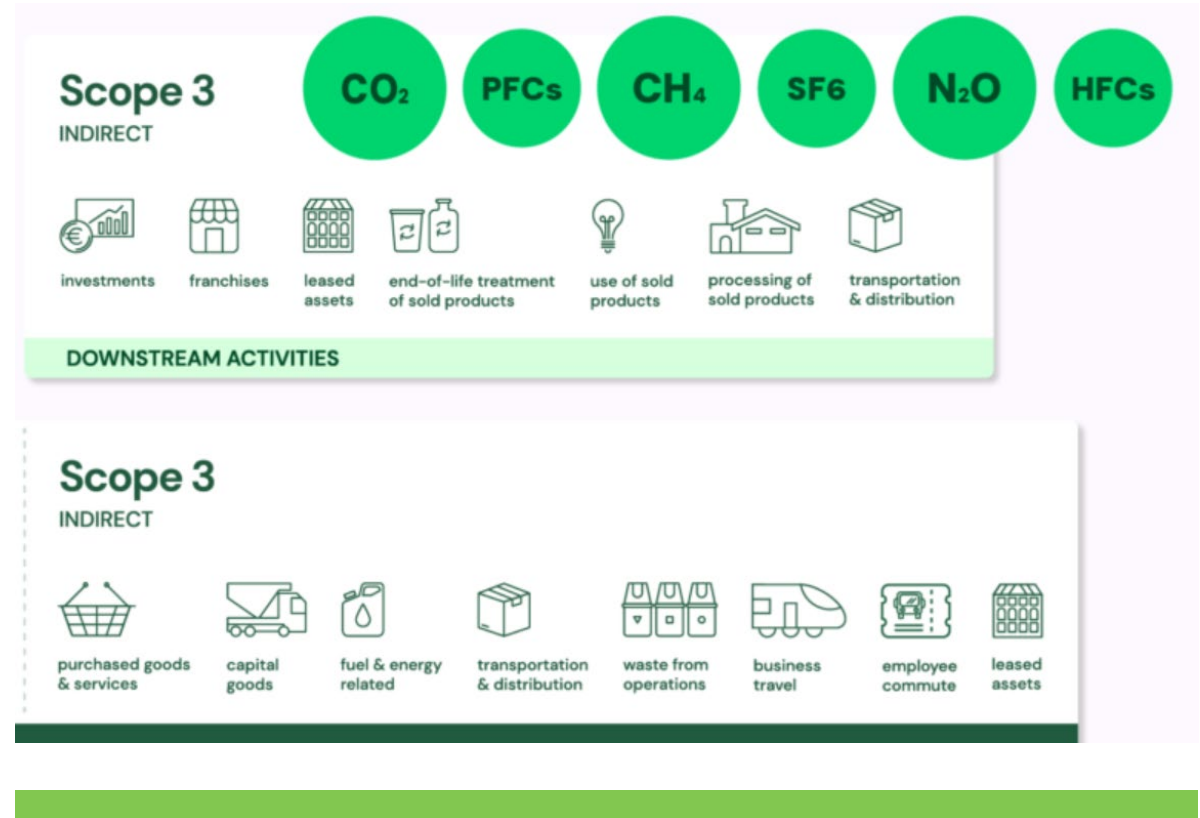 Scope 3
INDIRECT
CO₂
PFCs
CH₄
SF6
N₂O
HFCs
investments
franchises
leased
assets
end-of-life treatment
of sold products
use of sold
products
processing of
sold products
transportation
& distribution
DOWNSTREAM ACTIVITIES
Scope 3
INDIRECT
purchased goods
& services
capital
goods
fuel & energy
related
transportation
& distribution
waste from
operations
business
travel
employee
commute
leased
assets